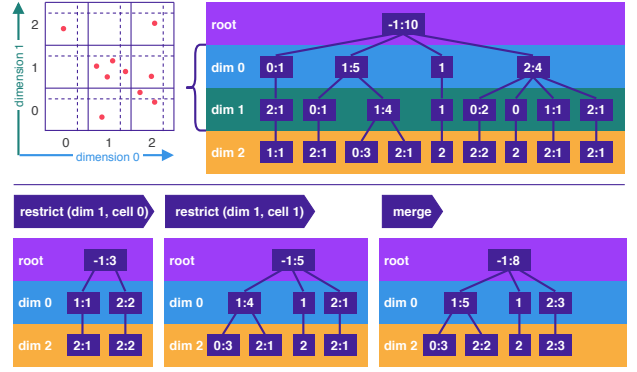 2
1
0
dimension 1
0
1
2
dimension 0
root
-1:10
dim 0
0:1
1:5
1
2:4
dim 1
2:1
0:1
1:4
1
0:2
0
1:1
2:1
dim 2
1:1
2:1
0:3
2:1
2
2:2
2
2:1
2:1
restrict (dim 1, cell 0)
restrict (dim 1, cell 1)
merge
root
-1:3
dim 0
1:1
2:2
dim 2
2:1
2:2
root
-1:5
dim 0
1:4
1
2:1
dim 2
0:3
2:1
2
2:1
root
-1:8
dim 0
1:5
1
2:3
dim 2
0:3
2:2
2
2:3